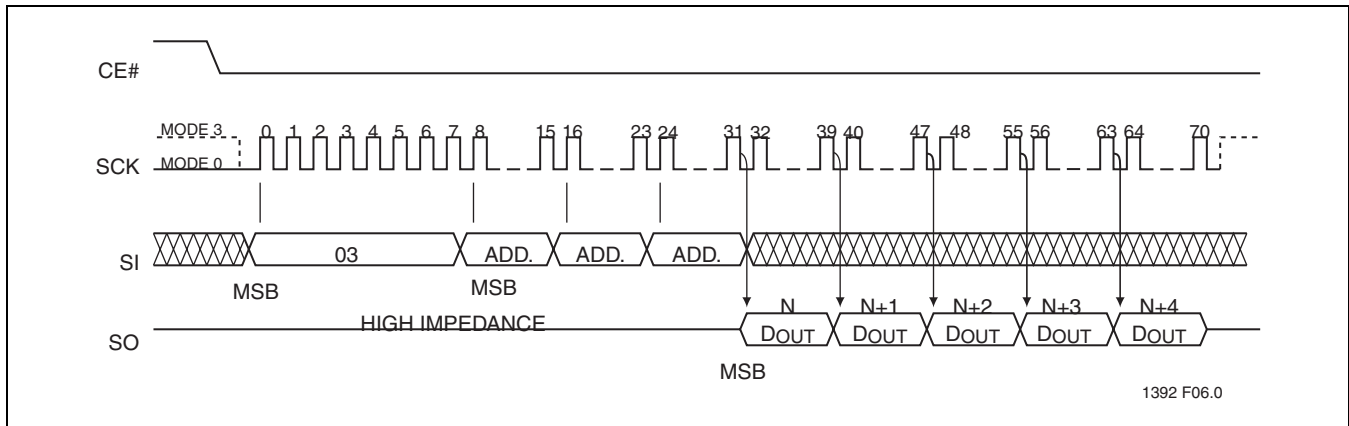 CE#
MODE 3
0 1 2 3 4 5 6 7 8 15 16 23 24 31 32 39 40 47 48 55 56 63 64 70
SCK
MODE 0
SI
03 ADD. ADD. ADD.
MSB MSB
HIGH IMPEDANCE
N N+1 N+2 N+3 N+4
SO
DOUT DOUT DOUT DOUT DOUT
MSB
1392 F06.0